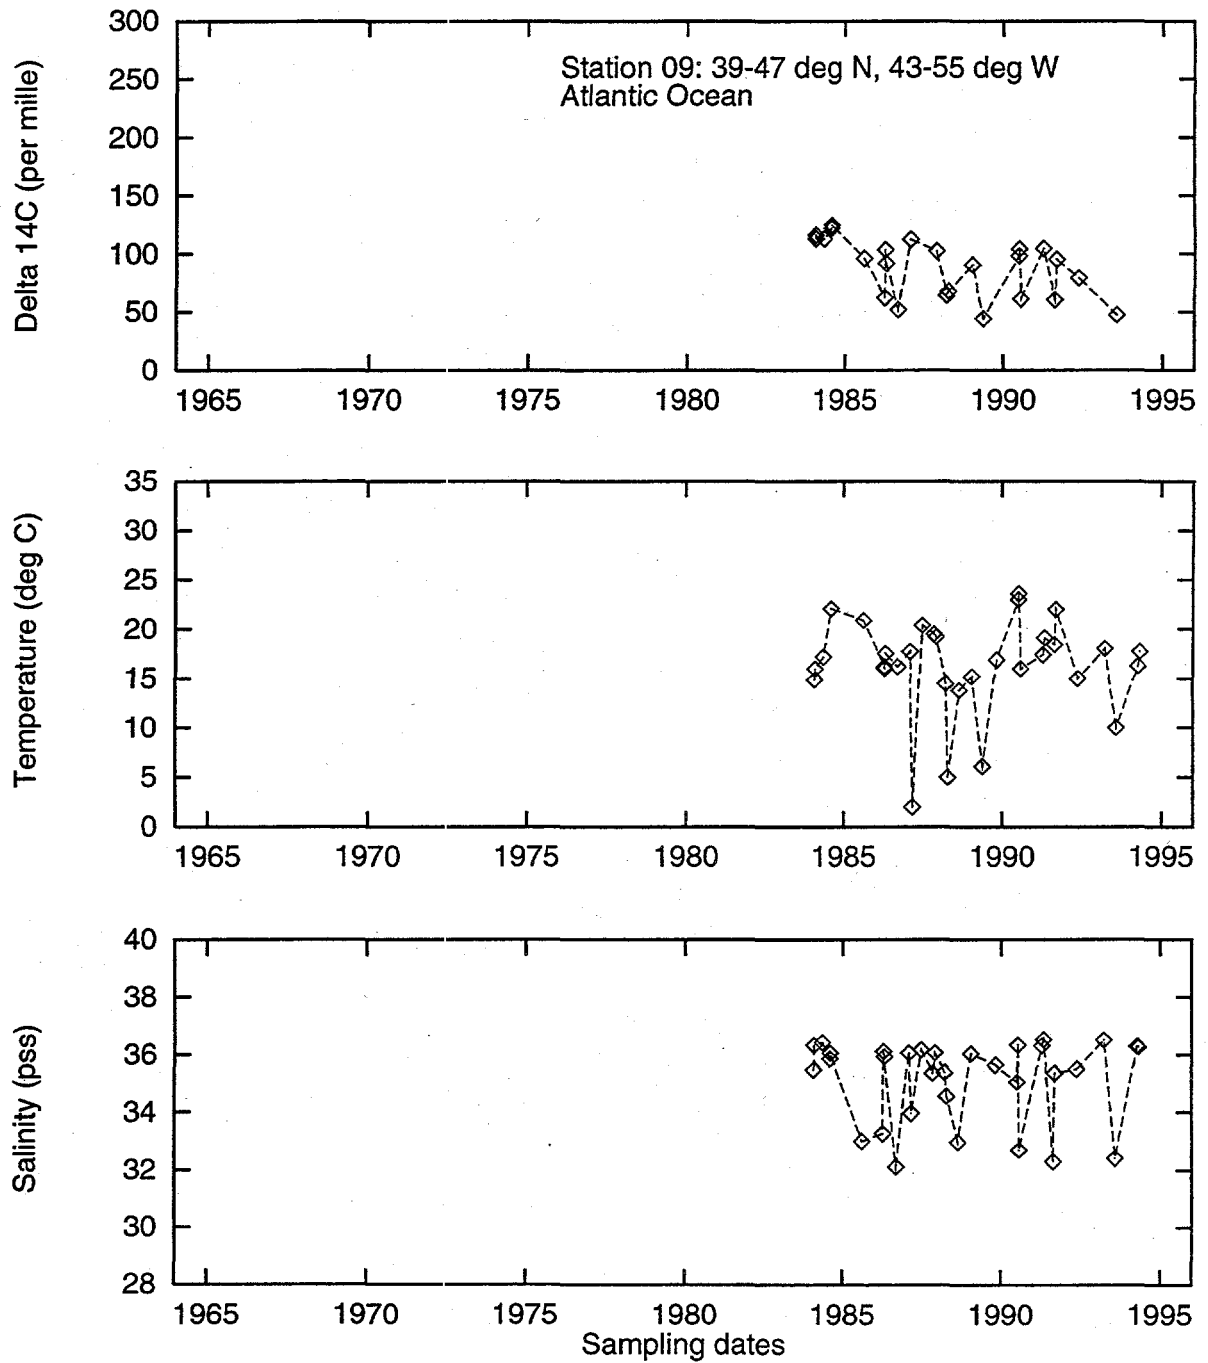 Station 09: 39-47 deg N, 43-55 deg W
Atlantic Ocean
Delta 14C (per mille)
300
250
200
150
100
50
0
1965 1970 1975 1980 1985 1990 1995
Temperature (deg C)
35
30
25
20
15
10
5
0
1965 1970 1975 1980 1985 1990 1995
Salinity (pss)
40
38
36
34
32
30
28
1965 1970 1975 1980 1985 1990 1995
Sampling dates